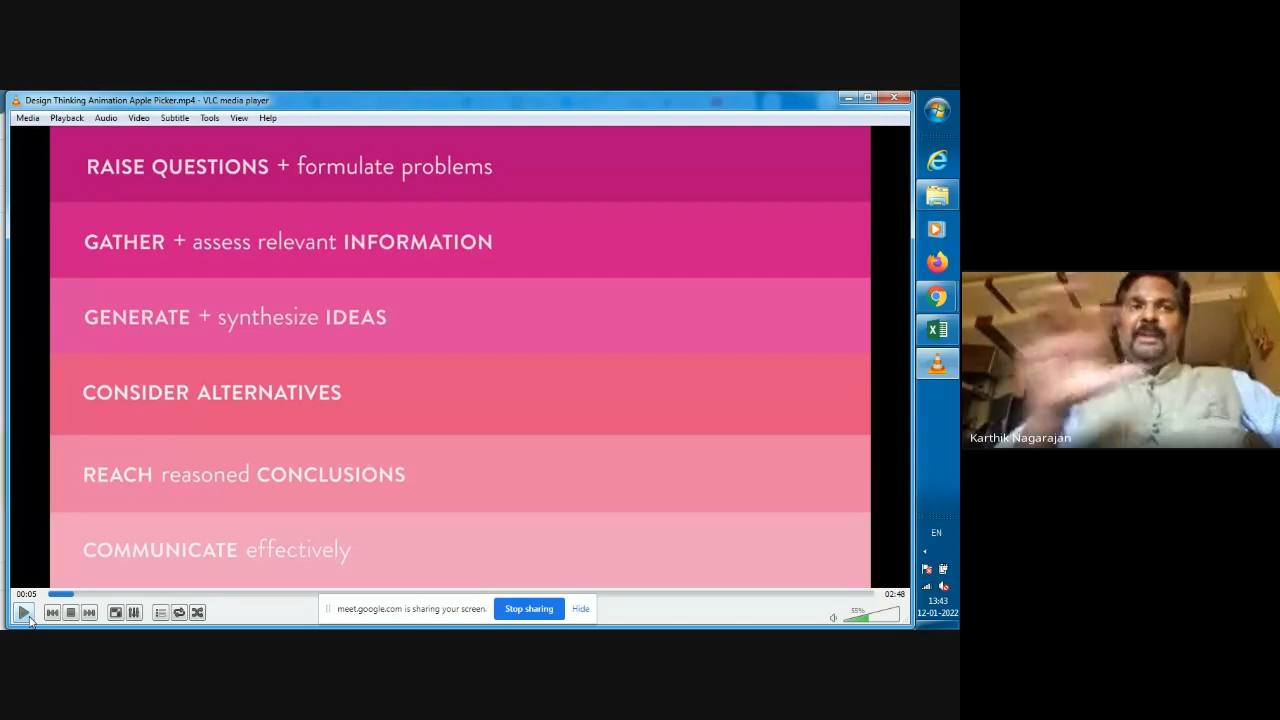 Design Thinking Animation Apple Picker.mp4 - VLC media player
Media Playback Audio Video Subtitle Tools View Help
RAISE QUESTIONS + formulate problems
GATHER + assess relevant INFORMATION
GENERATE + synthesize IDEAS
CONSIDER ALTERNATIVES
REACH reasoned CONCLUSIONS
COMMUNICATE effectively
00:05
02:48
meet.google.com is sharing your screen.
Stop sharing
Hide
55%
EN
13:43
12-01-2022
Karthik Nagarajan